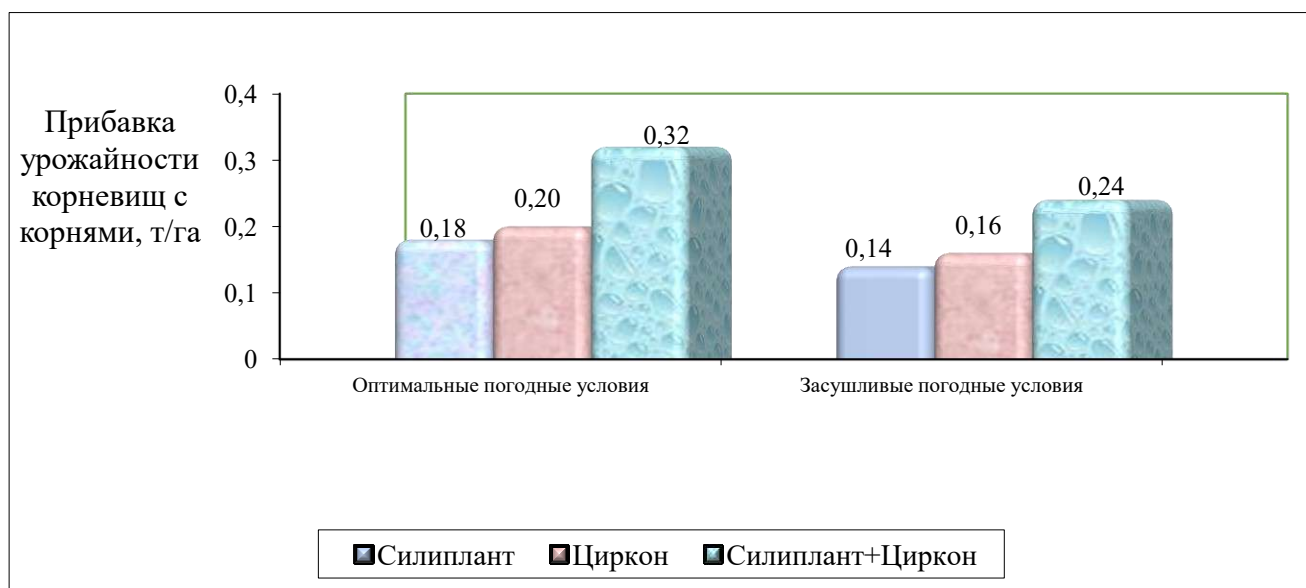 Прибавка
урожайности
корневищ с
корнями, т/га
0,4
0,3
0,2
0,1
0
0,18
0,20
0,32
0,14
0,16
0,24
Оптимальные погодные условия
Засушливые погодные условия
Силиплант Циркон Силиплант+Циркон